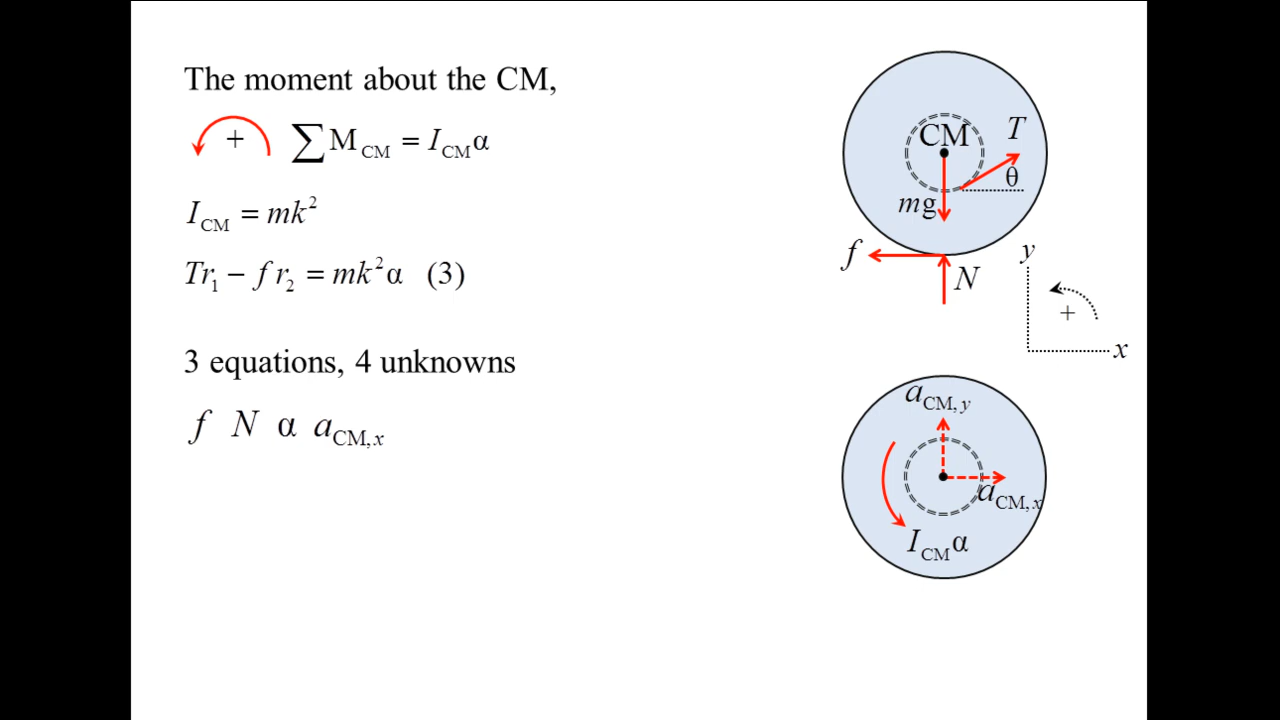 The moment about the CM,
+ ∑M_CM = I_CM α
I_CM = mk²
Tr₁ − f r₂ = mk² α (3)
3 equations, 4 unknowns
f N α a_CM,x
CM
T
θ
mg
f
N
y
+
x
a_CM,y
a_CM,x
I_CM α